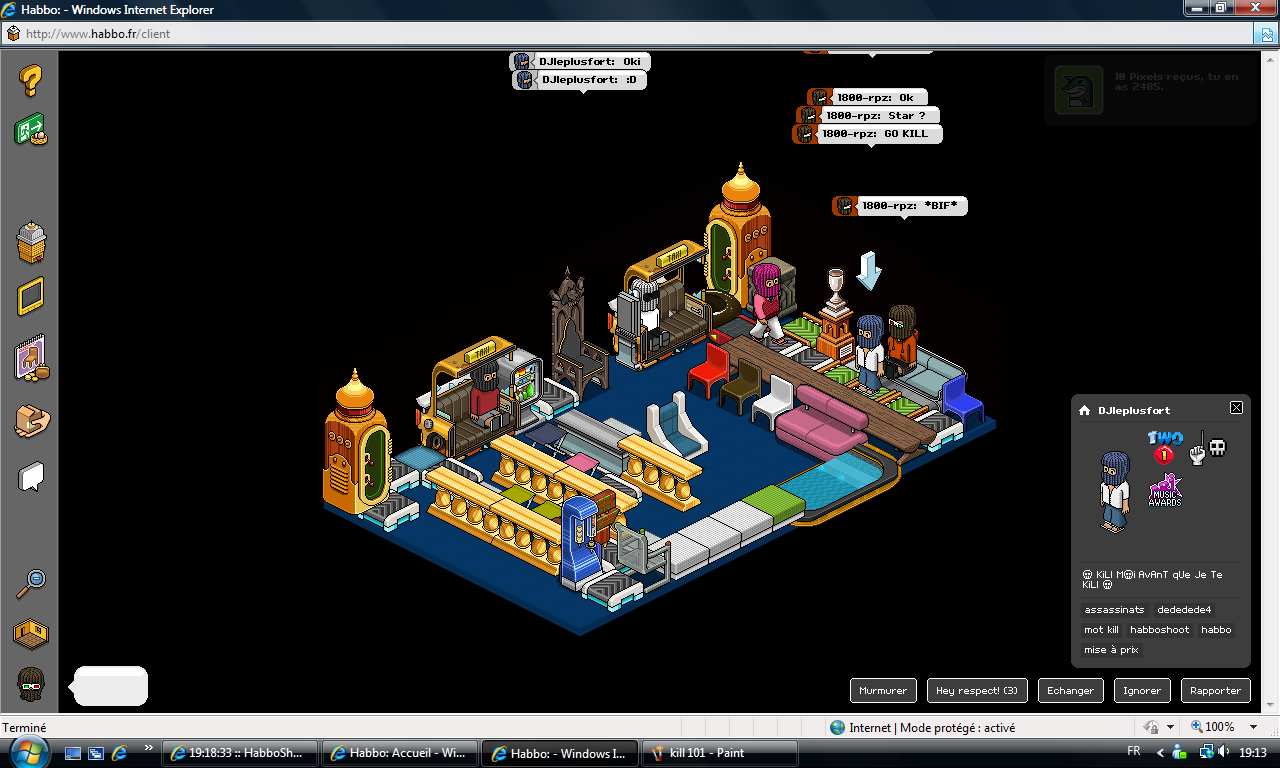 Habbo: - Windows Internet Explorer
http://www.habbo.fr/client
DJleplusfort: Oki
DJleplusfort: :D
10 Pixels reçus, tu en
as 2485.
1800-rpz: Ok
1800-rpz: Star ?
1800-rpz: GO KILL
1800-rpz: *BIF*
TAXI
TAXI
DJleplusfort
TWO
1
MUSIC
AWARDS
KiLl M
i AvAnT qUe Je Te
KiLl
assassinats
dedede4
mot kill
habboshoot
habbo
mise à prix
Murmurer
Hey respect! (3)
Echanger
Ignorer
Rapporter
Terminé
Internet | Mode protégé : activé
100%
19:18:33 :: HabboSh...
Habbo: Accueil - Wi...
Habbo: - Windows I...
kill 101 - Paint
FR
19:13